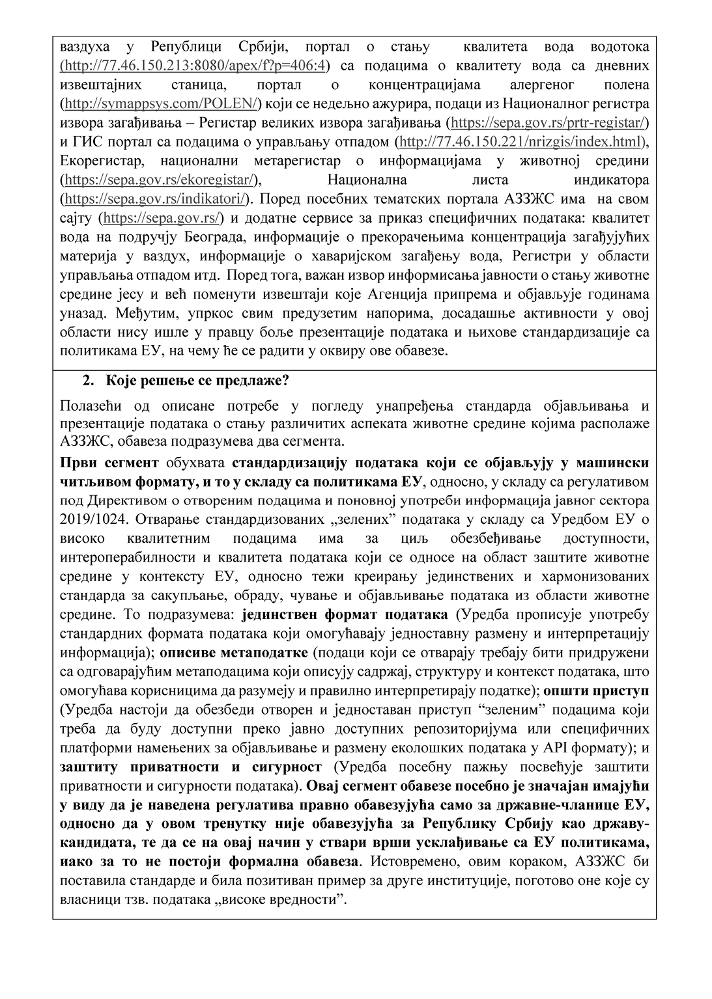 ваздуха у Републици Србији, портал о стању квалитета вода водотока
(http://77.46.150.213:8080/apex/f?p=406:4) са подацима о квалитету вода са дневних
извештајних станица, портал о концентрацијама алергеног полена
(http://symappsys.com/POLEN/) који се недељно ажурира, подаци из Националног регистра
извора загађивања – Регистар великих извора загађивања (https://sepa.gov.rs/prtr-registar/)
и ГИС портал са подацима о управљању отпадом (http://77.46.150.221/nrizgis/index.html),
Екорегистар, национални метарегистар о информацијама у животној средини
(https://sepa.gov.rs/ekoregistar/), Национална листа индикатора
(https://sepa.gov.rs/indikatori/). Поред посебних тематских портала АЗЗЖС има на свом
сајту (https://sepa.gov.rs/) и додатне сервисе за приказ специфичних података: квалитет
вода на подручју Београда, информације о прекорачењима концентрација загађујућих
материја у ваздух, информације о хаваријском загађењу вода, Регистри у области
управљања отпадом итд. Поред тога, важан извор информисања јавности о стању животне
средине јесу и већ поменути извештаји које Агенција припрема и објављује годинама
уназад. Међутим, упркос свим предузетим напорима, досадашње активности у овој
области нису ишле у правцу боље презентације података и њихове стандардизације са
политикама ЕУ, на чему ће се радити у оквиру ове обавезе.
2. Које решење се предлаже?
Полазећи од описане потребе у погледу унапређења стандарда објављивања и
презентације података о стању различитих аспеката животне средине којима располаже
АЗЗЖС, обавеза подразумева два сегмента.
Први сегмент обухвата стандардизацију података који се објављују у машински
читљивом формату, и то у складу са политикама ЕУ, односно, у складу са регулативом
под Директивом о отвореним подацима и поновној употреби информација јавног сектора
2019/1024. Отварање стандардизованих „зелених” података у складу са Уредбом ЕУ о
високо квалитетним подацима има за циљ обезбеђивање доступности,
интероперабилности и квалитета података који се односе на област заштите животне
средине у контексту ЕУ, односно тежи креирању јединствених и хармонизованих
стандарда за сакупљање, обраду, чување и објављивање података из области животне
средине. То подразумева: јединствен формат података (Уредба прописује употребу
стандардних формата података који омогућавају једноставну размену и интерпретацију
информација); описиве метаподатке (подаци који се отварају требају бити придружени
са одговарајућим метаподацима који описују садржај, структуру и контекст података, што
омогућава корисницима да разумеју и правилно интерпретирају податке); општи приступ
(Уредба настоји да обезбеди отворен и једноставан приступ “зеленим” подацима који
треба да буду доступни преко јавно доступних репозиторијума или специфичних
платформи намењених за објављивање и размену еколошких података у API формату); и
заштиту приватности и сигурност (Уредба посебну пажњу посвећује заштити
приватности и сигурности података). Овај сегмент обавезе посебно је значајан имајући
у виду да је наведена регулатива правно обавезујућа само за државне-чланице ЕУ,
односно да у овом тренутку није обавезујућа за Републику Србију као државу-
кандидата, те да се на овај начин у ствари врши усклађивање са ЕУ политикама,
иако за то не постоји формална обавеза. Истовремено, овим кораком, АЗЗЖС би
поставила стандарде и била позитиван пример за друге институције, поготово оне које су
власници тзв. података „високе вредности”.